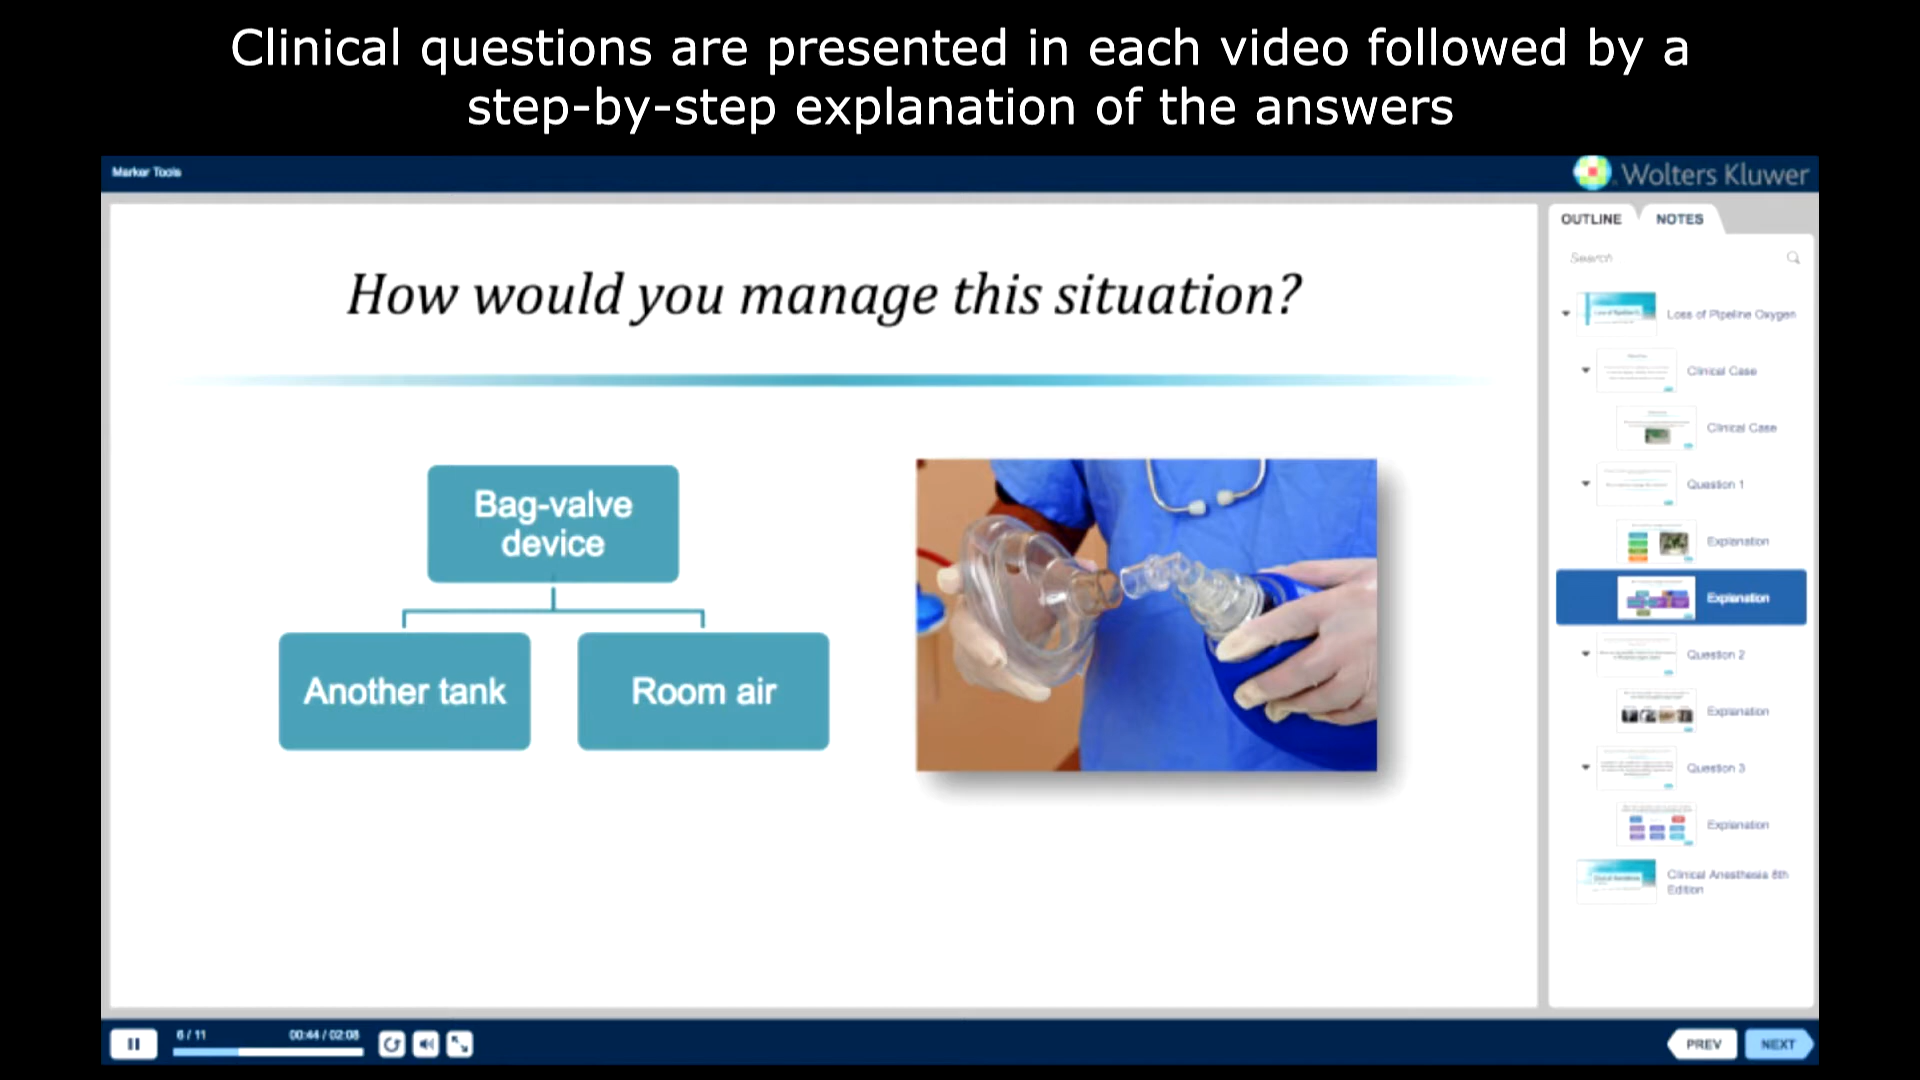 Clinical questions are presented in each video followed by a
step-by-step explanation of the answers
Marker Tools
Wolters Kluwer
OUTLINE
NOTES
Search
How would you manage this situation?
Bag-valve
device
Another tank
Room air
Loss of Pipeline Oxygen
Clinical Case
Clinical Case
Question 1
Explanation
Explanation
Question 2
Explanation
Question 3
Explanation
Clinical Anesthesia 8th
Edition
6 / 11
00:44 / 02:08
PREV
NEXT